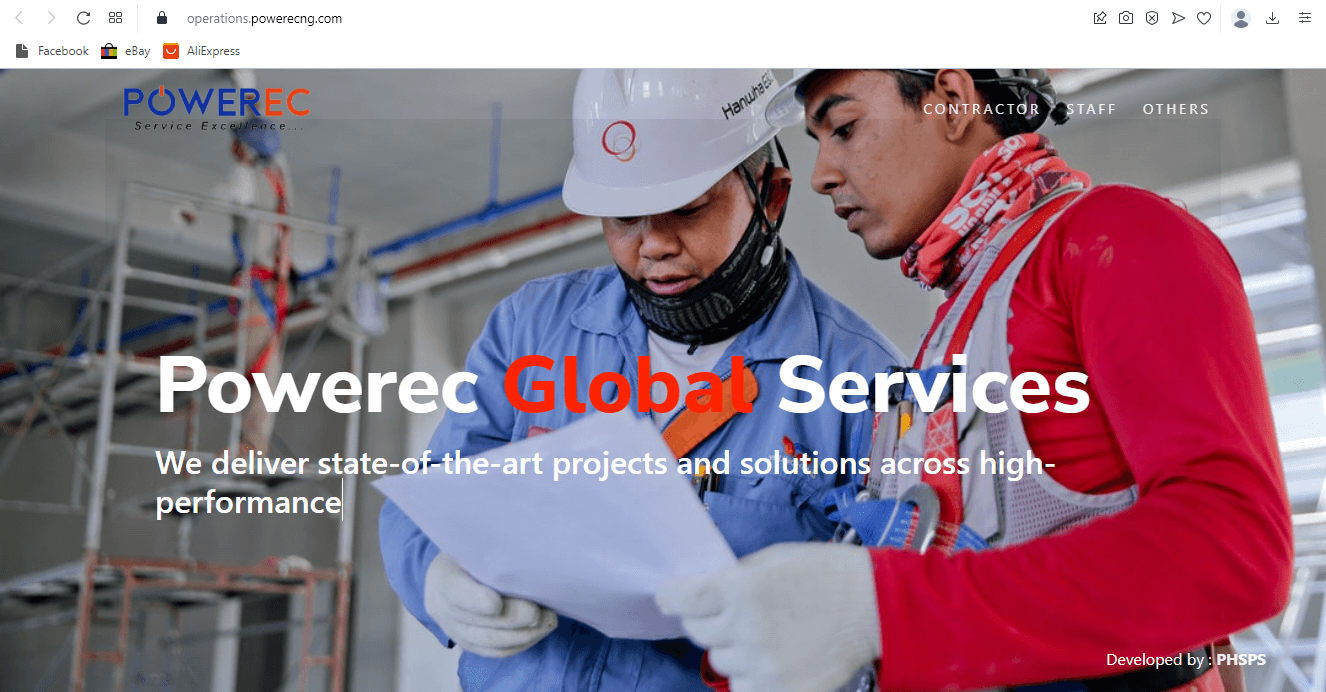 operations.powerecng.com
Facebook eBay AliExpress
POWEREC
Service Excellence...
CONTRACTOR STAFF OTHERS
Hanwha E&
Powerec Global Services
We deliver state-of-the-art projects and solutions across high-
performance
Developed by : PHSPS